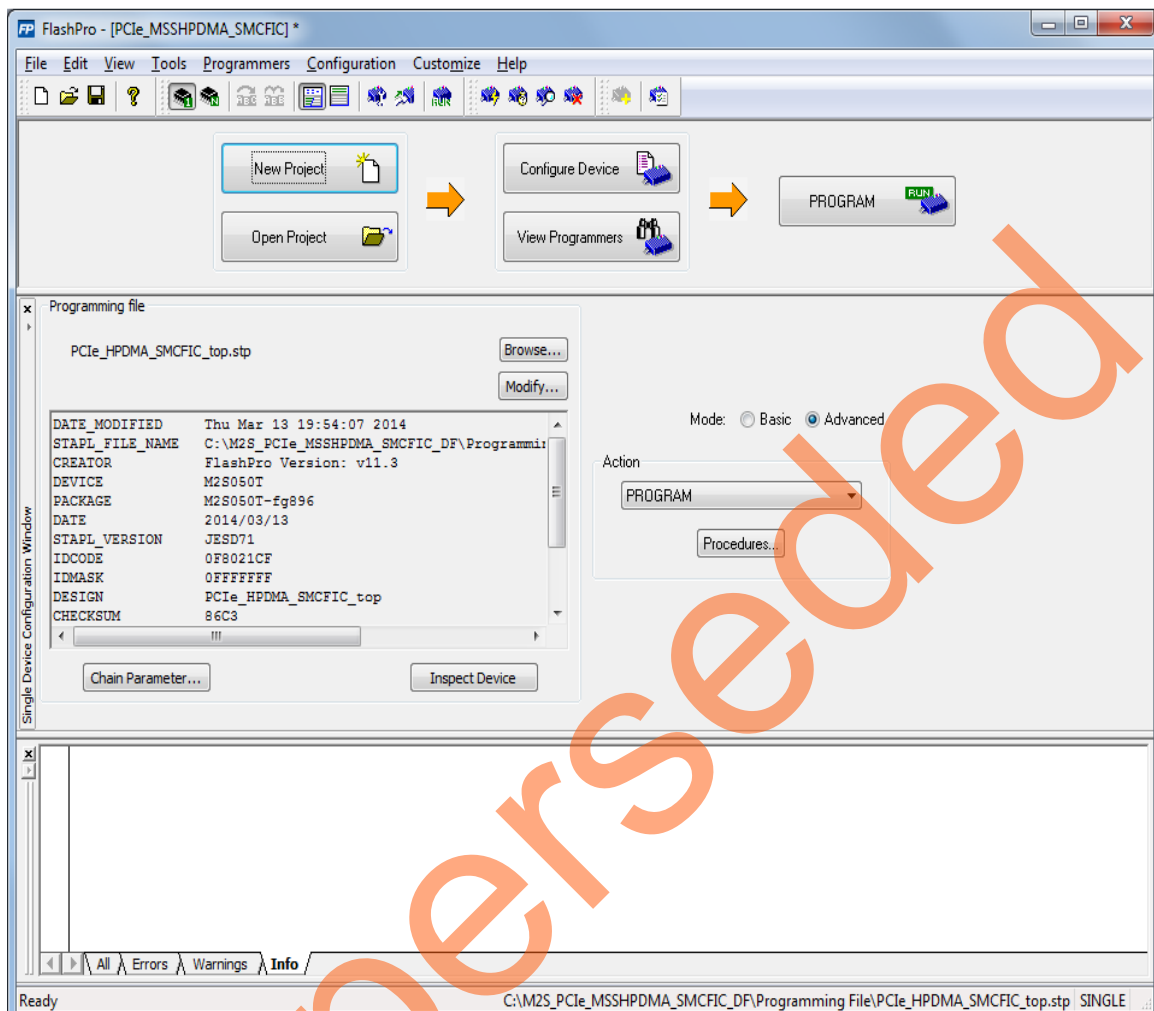 FP FlashPro - [PCIe_MSSHPDMA_SMCFIC] *
File Edit View Tools Programmers Configuration Customize Help
New Project
Configure Device
PROGRAM
RUN
Open Project
View Programmers
Programming file
PCIe_HPDMA_SMCFIC_top.stp
Browse...
Modify...
DATE_MODIFIED Thu Mar 13 19:54:07 2014
STAPL_FILE_NAME C:\M2S_PCIe_MSSHPDMA_SMCFIC_DF\Programmi
CREATOR FlashPro Version: v11.3
DEVICE M2S050T
PACKAGE M2S050T-fg896
DATE 2014/03/13
STAPL_VERSION JESD71
IDCODE 0F8021CF
IDMASK 0FFFFFFF
DESIGN PCIe_HPDMA_SMCFIC_top
CHECKSUM 86C3
Chain Parameter...
Inspect Device
Mode: Basic Advanced
Action
PROGRAM
Procedures...
Single Device Configuration Window
All Errors Warnings Info
Ready C:\M2S_PCIe_MSSHPDMA_SMCFIC_DF\Programming File\PCIe_HPDMA_SMCFIC_top.stp SINGLE
perseded